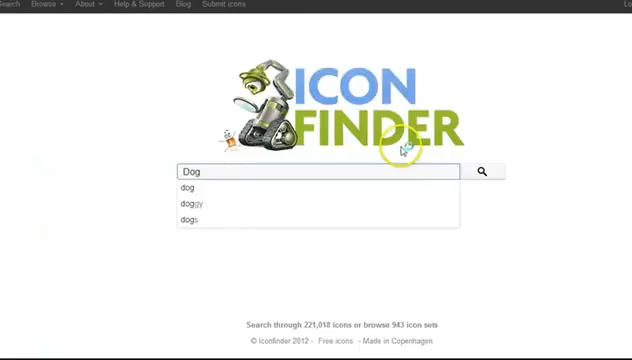 Search Browse About Help & Support Blog Submit icons
ICON
FINDER
Dog
dog
doggy
dogs
Search through 221,018 icons or browse 943 icon sets
© Iconfinder 2012 - Free icons - Made in Copenhagen